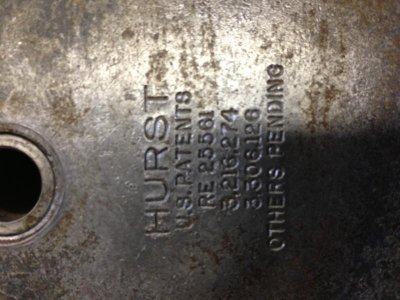 HURST
U.S. PATENTS
RE 25561
3,216,274
3,306,126
OTHERS PENDING